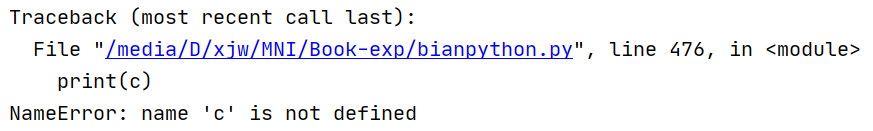 Traceback (most recent call last):
  File "/media/D/xjw/MNI/Book-exp/bianpython.py", line 476, in <module>
    print(c)
NameError: name 'c' is not defined